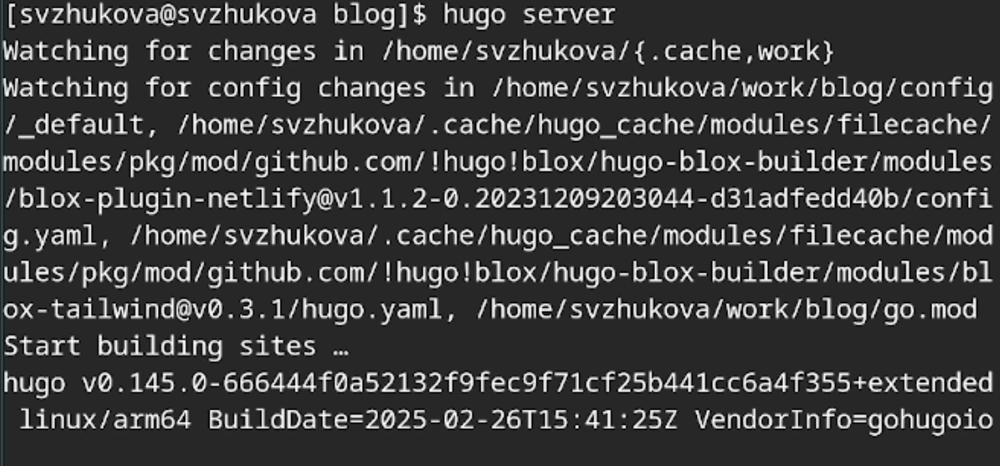 [svzhukova@svzhukova blog]$ hugo server
Watching for changes in /home/svzhukova/{.cache,work}
Watching for config changes in /home/svzhukova/work/blog/config
/_default, /home/svzhukova/.cache/hugo_cache/modules/filecache/
modules/pkg/mod/github.com/!hugo!blox/hugo-blox-builder/modules
/blox-plugin-netlify@v1.1.2-0.20231209203044-d31adfedd40b/confi
g.yaml, /home/svzhukova/.cache/hugo_cache/modules/filecache/mod
ules/pkg/mod/github.com/!hugo!blox/hugo-blox-builder/modules/bl
ox-tailwind@v0.3.1/hugo.yaml, /home/svzhukova/work/blog/go.mod
Start building sites …
hugo v0.145.0-666444f0a52132f9fec9f71cf25b441cc6a4f355+extended
 linux/arm64 BuildDate=2025-02-26T15:41:25Z VendorInfo=gohugoio